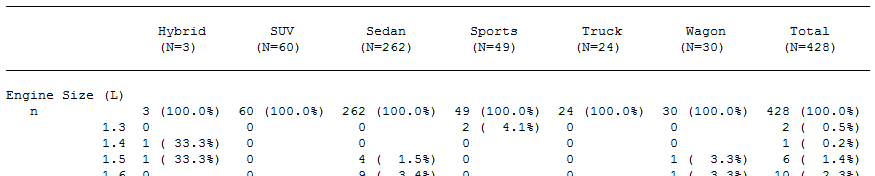 Hybrid SUV Sedan Sports Truck Wagon Total
(N=3) (N=60) (N=262) (N=49) (N=24) (N=30) (N=428)
Engine Size (L)
n 3 (100.0%) 60 (100.0%) 262 (100.0%) 49 (100.0%) 24 (100.0%) 30 (100.0%) 428 (100.0%)
1.3 0 0 0 2 ( 4.1%) 0 0 2 ( 0.5%)
1.4 1 ( 33.3%) 0 0 0 0 0 1 ( 0.2%)
1.5 1 ( 33.3%) 0 4 ( 1.5%) 0 0 1 ( 3.3%) 6 ( 1.4%)
1.6 0 0 9 ( 3.4%) 0 0 1 ( 3.3%) 10 ( 2.3%)